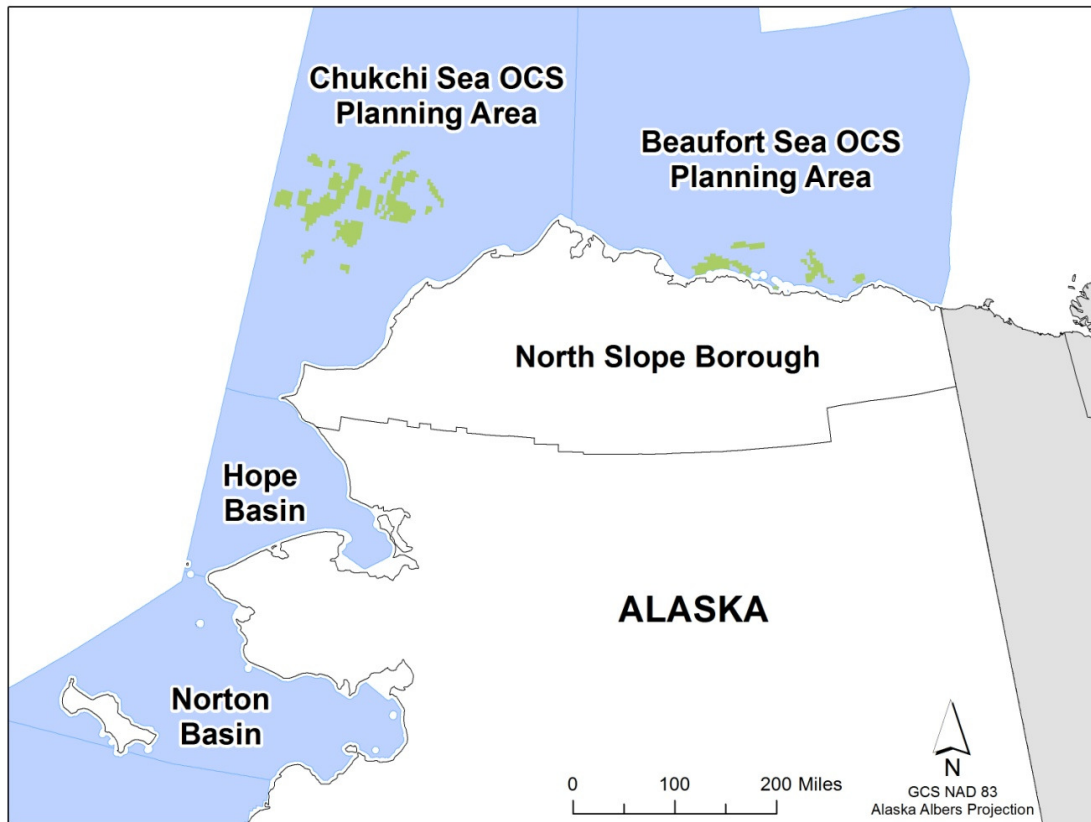 Chukchi Sea OCS
Planning Area
Beaufort Sea OCS
Planning Area
North Slope Borough
Hope
Basin
ALASKA
Norton
Basin
0 100 200 Miles
N
GCS NAD 83
Alaska Albers Projection